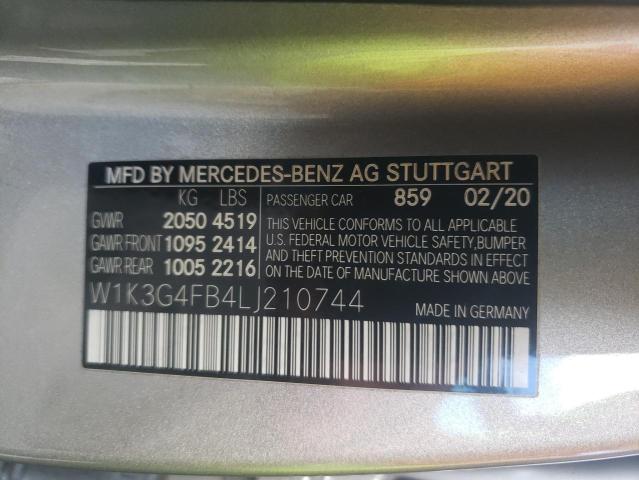 MFD BY MERCEDES-BENZ AG STUTTGART
KG LBS
GVWR 2050 4519
GAWR FRONT 1095 2414
GAWR REAR 1005 2216
PASSENGER CAR 859 02/20
THIS VEHICLE CONFORMS TO ALL APPLICABLE
U.S. FEDERAL MOTOR VEHICLE SAFETY,BUMPER
AND THEFT PREVENTION STANDARDS IN EFFECT
ON THE DATE OF MANUFACTURE SHOWN ABOVE.
W1K3G4FB4LJ210744
MADE IN GERMANY